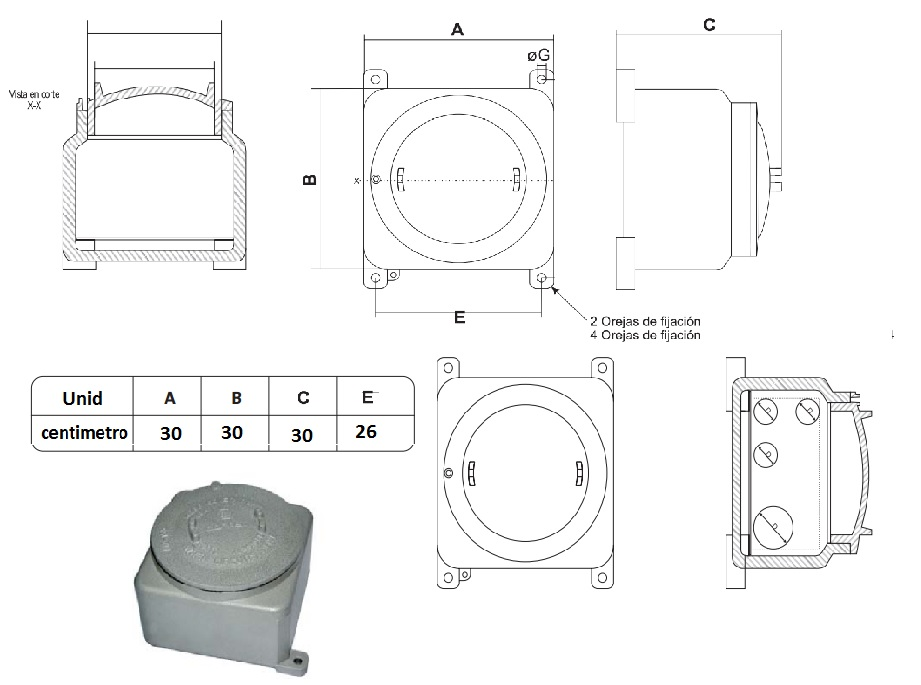 A
C
øG
Vista en corte
X-X
B
X
E
2 Orejas de fijación
4 Orejas de fijación
Unid A B C E
centimetro 30 30 30 26